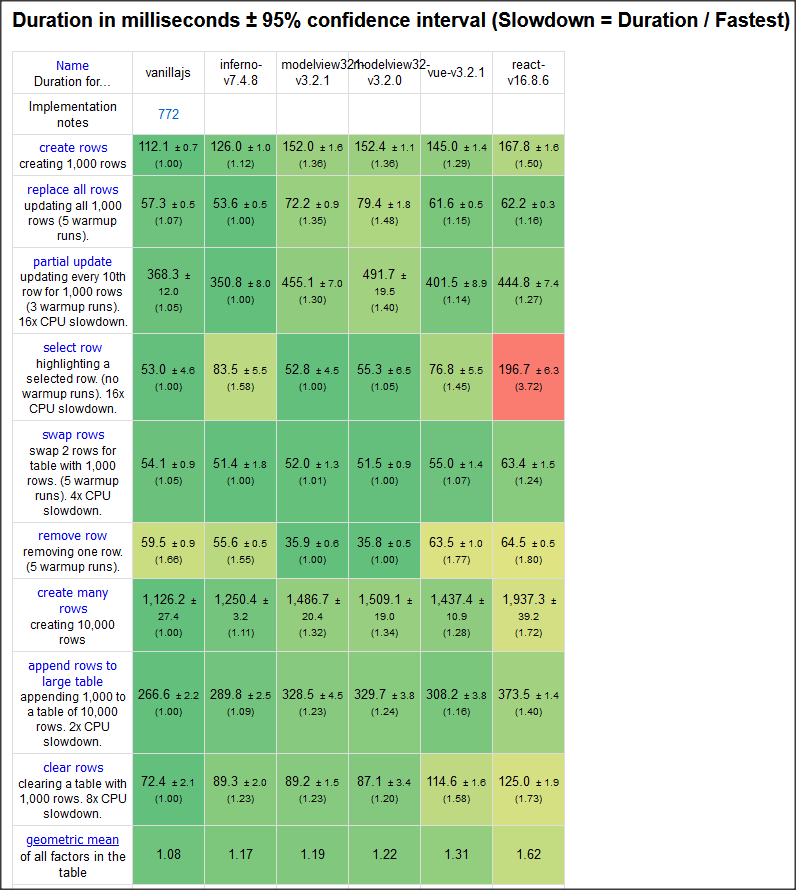 Duration in milliseconds ± 95% confidence interval (Slowdown = Duration / Fastest)
Name
Duration for...
vanillajs
inferno-
v7.4.8
modelview321-
v3.2.1
modelview32-
v3.2.0
vue-v3.2.1
react-
v16.8.6
Implementation
notes
772
create rows
creating 1,000 rows
112.1 ± 0.7
(1.00)
126.0 ± 1.0
(1.12)
152.0 ± 1.6
(1.36)
152.4 ± 1.1
(1.36)
145.0 ± 1.4
(1.29)
167.8 ± 1.6
(1.50)
replace all rows
updating all 1,000
rows (5 warmup
runs).
57.3 ± 0.5
(1.07)
53.6 ± 0.5
(1.00)
72.2 ± 0.9
(1.35)
79.4 ± 1.8
(1.48)
61.6 ± 0.5
(1.15)
62.2 ± 0.3
(1.16)
partial update
updating every 10th
row for 1,000 rows
(3 warmup runs).
16x CPU slowdown.
368.3 ±
12.0
(1.05)
350.8 ± 8.0
(1.00)
455.1 ± 7.0
(1.30)
491.7 ±
19.5
(1.40)
401.5 ± 8.9
(1.14)
444.8 ± 7.4
(1.27)
select row
highlighting a
selected row. (no
warmup runs). 16x
CPU slowdown.
53.0 ± 4.6
(1.00)
83.5 ± 5.5
(1.58)
52.8 ± 4.5
(1.00)
55.3 ± 6.5
(1.05)
76.8 ± 5.5
(1.45)
196.7 ± 6.3
(3.72)
swap rows
swap 2 rows for
table with 1,000
rows. (5 warmup
runs). 4x CPU
slowdown.
54.1 ± 0.9
(1.05)
51.4 ± 1.8
(1.00)
52.0 ± 1.3
(1.01)
51.5 ± 0.9
(1.00)
55.0 ± 1.4
(1.07)
63.4 ± 1.5
(1.24)
remove row
removing one row.
(5 warmup runs).
59.5 ± 0.9
(1.66)
55.6 ± 0.5
(1.55)
35.9 ± 0.6
(1.00)
35.8 ± 0.5
(1.00)
63.5 ± 1.0
(1.77)
64.5 ± 0.5
(1.80)
create many
rows
creating 10,000
rows
1,126.2 ±
27.4
(1.00)
1,250.4 ±
3.2
(1.11)
1,486.7 ±
20.4
(1.32)
1,509.1 ±
19.0
(1.34)
1,437.4 ±
10.9
(1.28)
1,937.3 ±
39.2
(1.72)
append rows to
large table
appending 1,000 to
a table of 10,000
rows. 2x CPU
slowdown.
266.6 ± 2.2
(1.00)
289.8 ± 2.5
(1.09)
328.5 ± 4.5
(1.23)
329.7 ± 3.8
(1.24)
308.2 ± 3.8
(1.16)
373.5 ± 1.4
(1.40)
clear rows
clearing a table with
1,000 rows. 8x CPU
slowdown.
72.4 ± 2.1
(1.00)
89.3 ± 2.0
(1.23)
89.2 ± 1.5
(1.23)
87.1 ± 3.4
(1.20)
114.6 ± 1.6
(1.58)
125.0 ± 1.9
(1.73)
geometric mean
of all factors in the
table
1.08
1.17
1.19
1.22
1.31
1.62